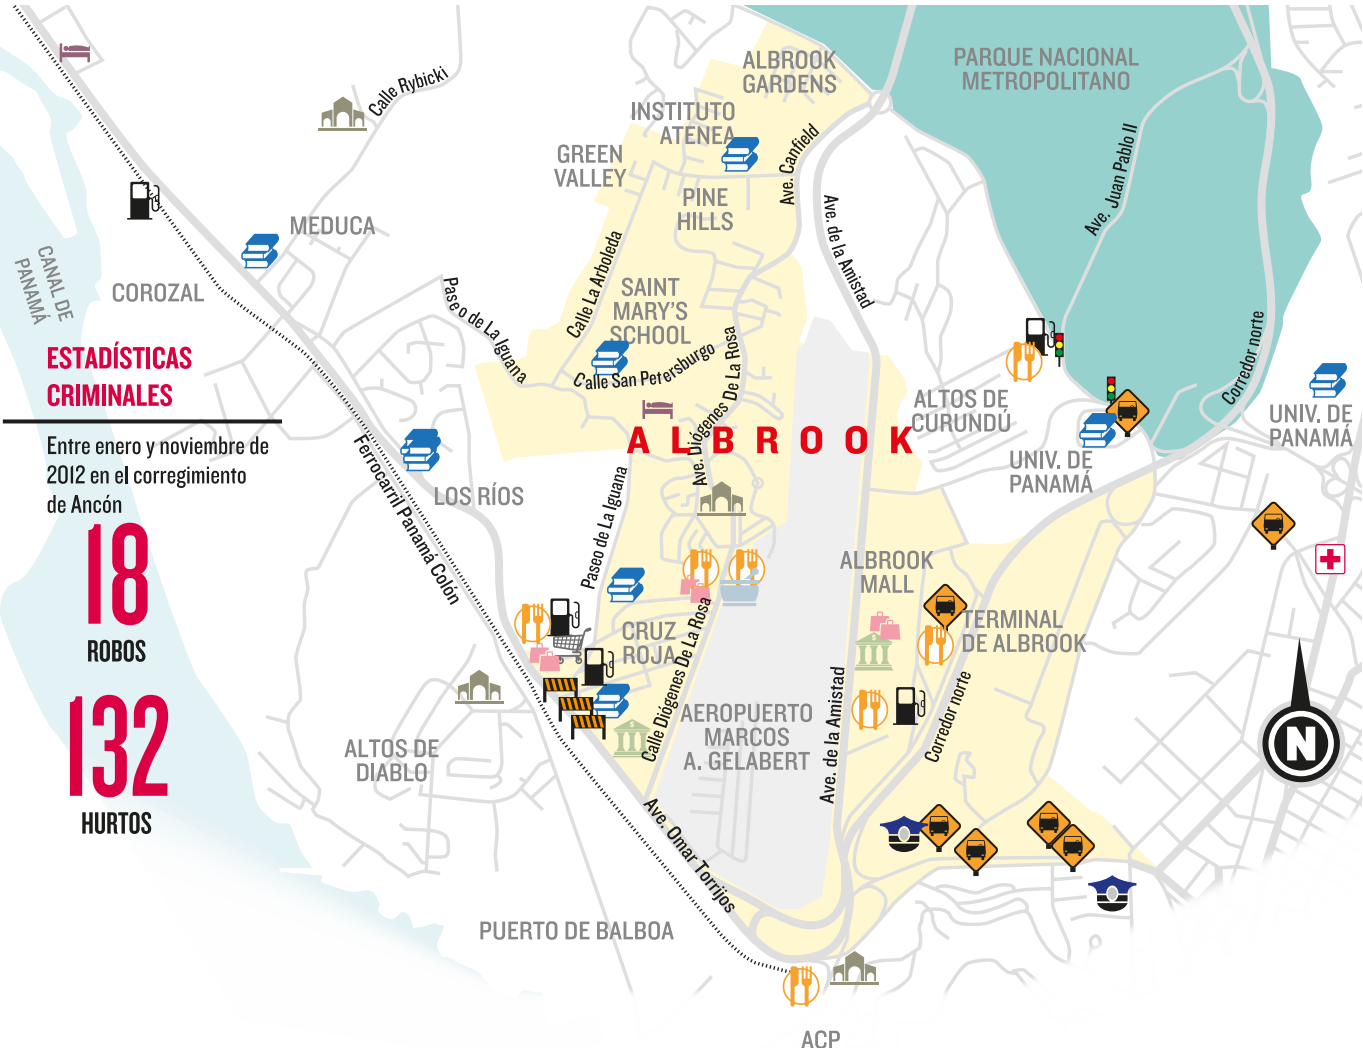 ALBROOK
GARDENS
PARQUE NACIONAL
METROPOLITANO
Calle Rybicki
INSTITUTO
ATENEA
Ave. Canfield
Ave. Juan Pablo II
GREEN
VALLEY
PINE
HILLS
MEDUCA
CANAL DE
PANAMÁ
COROZAL
Calle La Arboleda
Ave. de la Amistad
Paseo de La Iguana
SAINT
MARY'S
SCHOOL
Calle San Petersburgo
Ave. Diógenes De La Rosa
Corredor norte
ESTADÍSTICAS
CRIMINALES
Entre enero y noviembre de
2012 en el corregimiento
de Ancón
18
ROBOS
132
HURTOS
ALBROOK
ALTOS DE
CURUNDÚ
UNIV. DE
PANAMÁ
UNIV. DE
PANAMÁ
Ferrocarril Panamá Colón
LOS RÍOS
Paseo de La Iguana
ALBROOK
MALL
CRUZ
ROJA
Calle Diógenes De La Rosa
TERMINAL
DE ALBROOK
AEROPUERTO
MARCOS
A. GELABERT
Ave. de la Amistad
Corredor norte
N
ALTOS DE
DIABLO
Ave. Omar Torrijos
PUERTO DE BALBOA
ACP